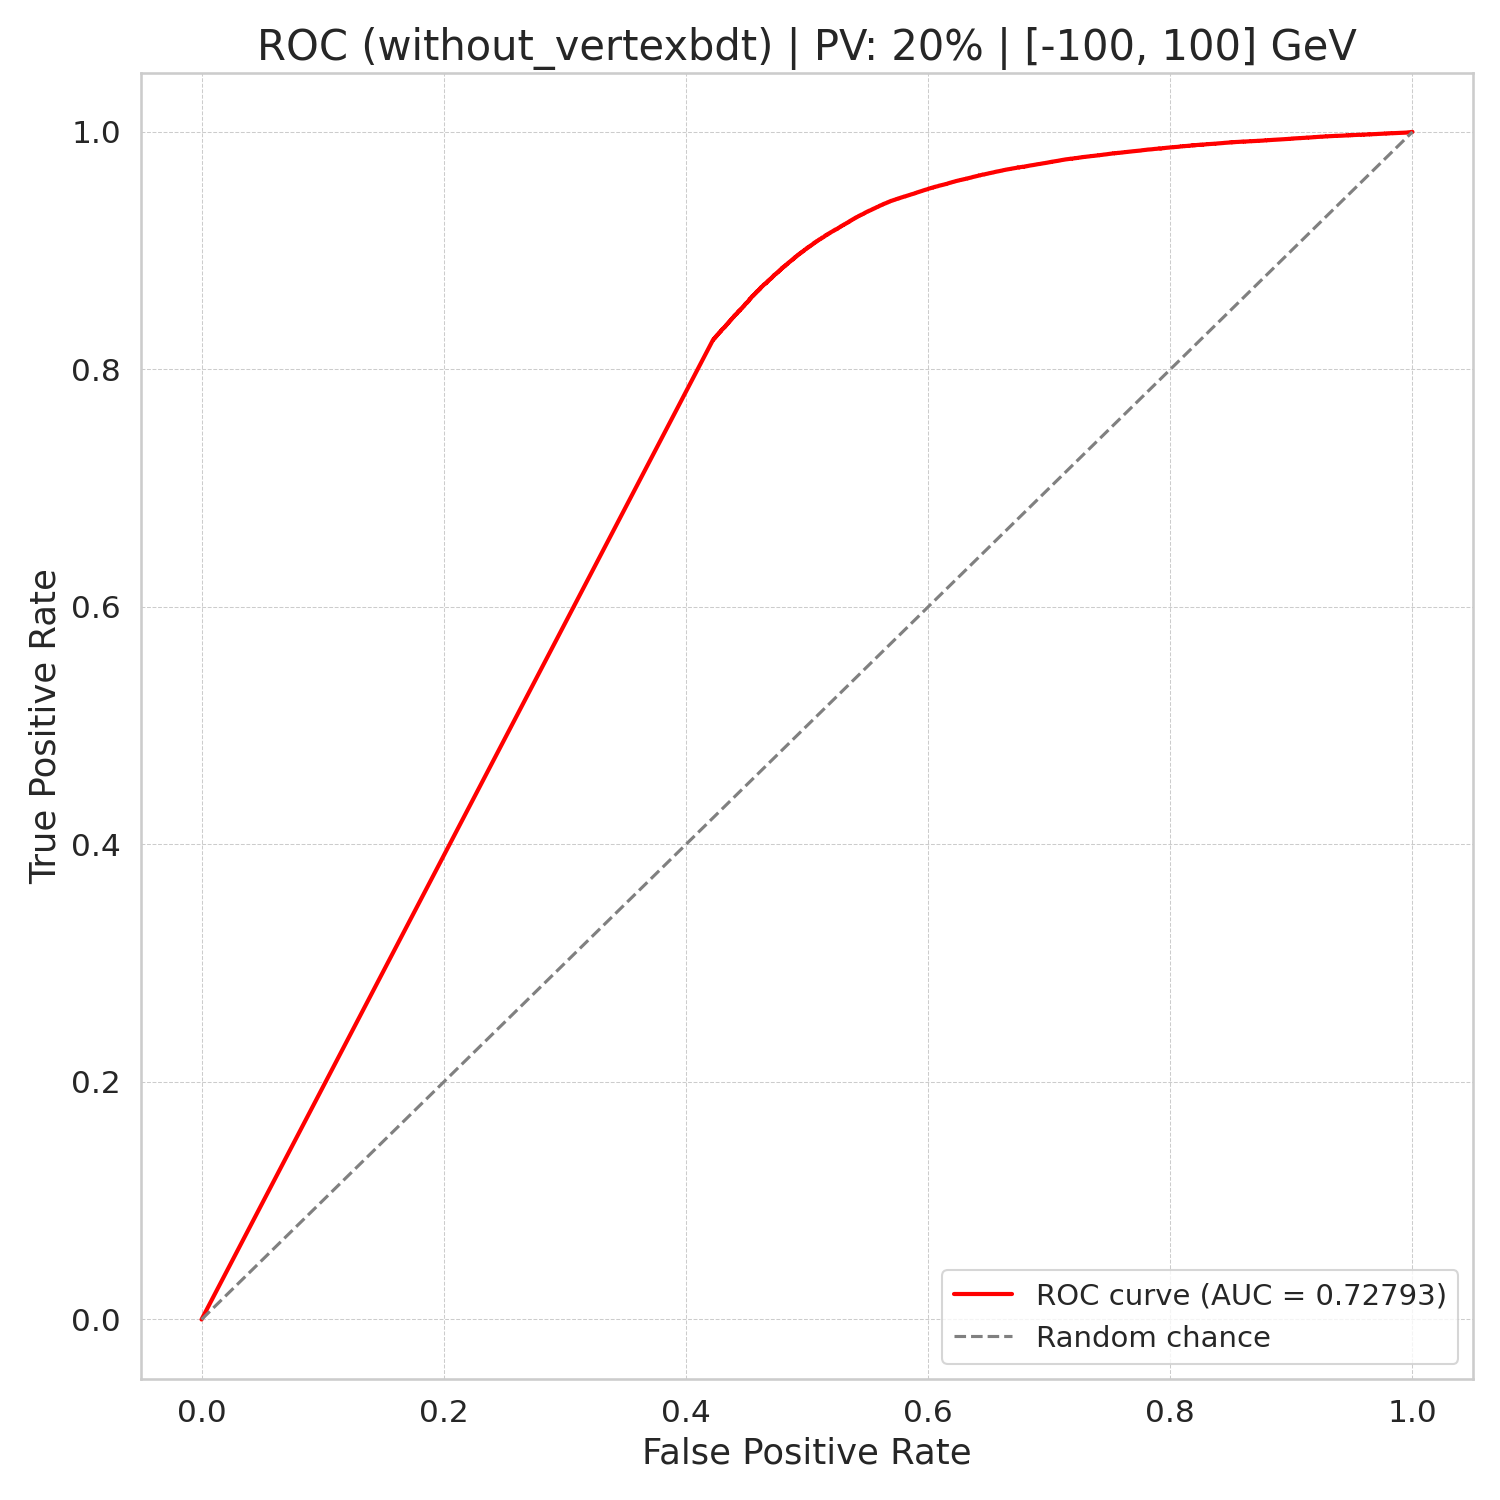 ROC (without_vertexbdt) | PV: 20% | [-100, 100] GeV
True Positive Rate
1.0
0.8
0.6
0.4
0.2
0.0
ROC curve (AUC = 0.72793)
Random chance
0.0 0.2 0.4 0.6 0.8 1.0
False Positive Rate